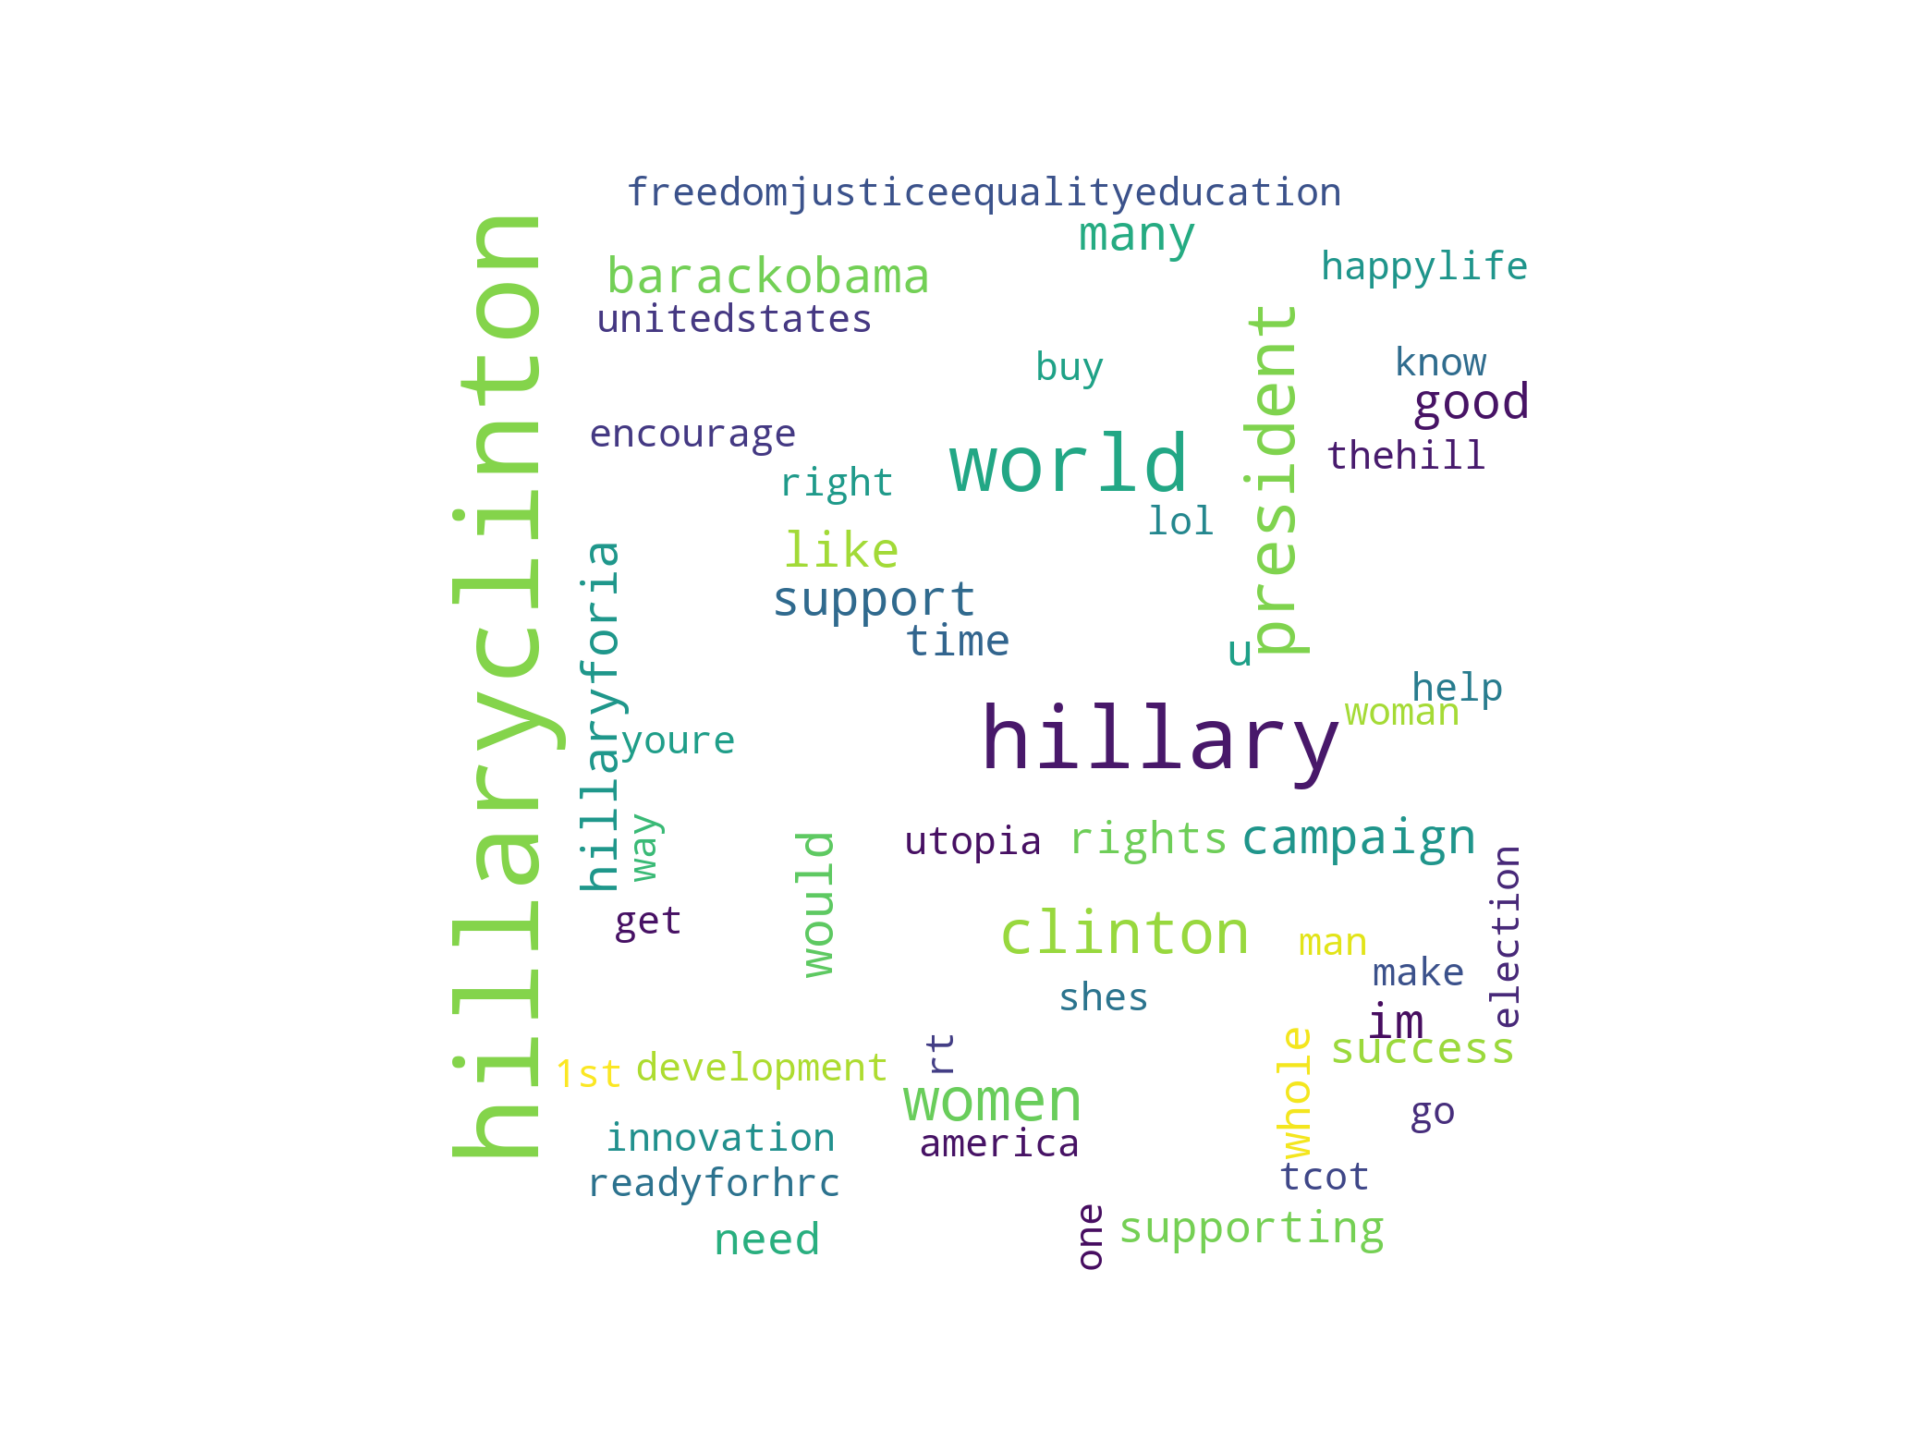 freedomjusticeequalityeducation
many
barackobama
happylife
unitedstates
hillaryclinton
president
buy
know
good
encourage
world
thehill
right
lol
like
support
time
u
hillaryforia
help
woman
hillary
youre
way
would
utopia
rights
campaign
election
get
clinton
man
make
shes
im
success
rt
whole
1st
development
women
go
innovation
america
readyforhrc
tcot
one
supporting
need